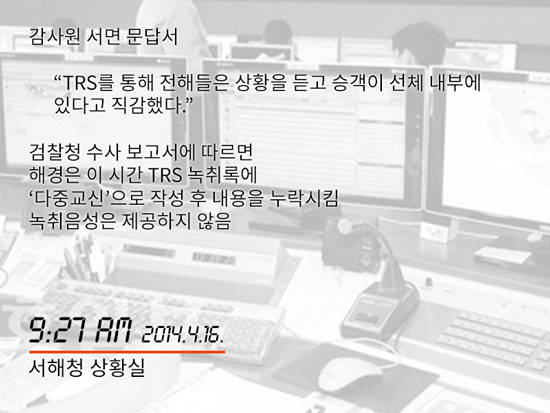 감사원 서면 문답서
“TRS를 통해 전해들은 상황을 듣고 승객이 선체 내부에
있다고 직감했다.”
검찰청 수사 보고서에 따르면
해경은 이 시간 TRS 녹취록에
‘다중교신’으로 작성 후 내용을 누락시킴
녹취음성은 제공하지 않음
9:27 AM 2014.4.16.
서해청 상황실